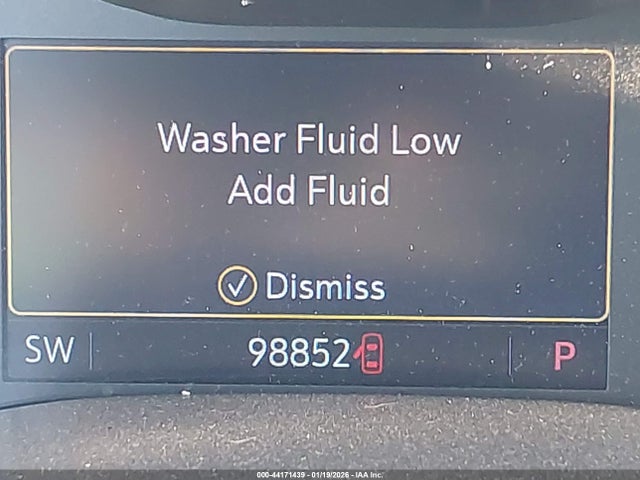 Washer Fluid Low
Add Fluid
Dismiss
SW 98852 P
000-44171439 - 01/19/2026 - IAA Inc.